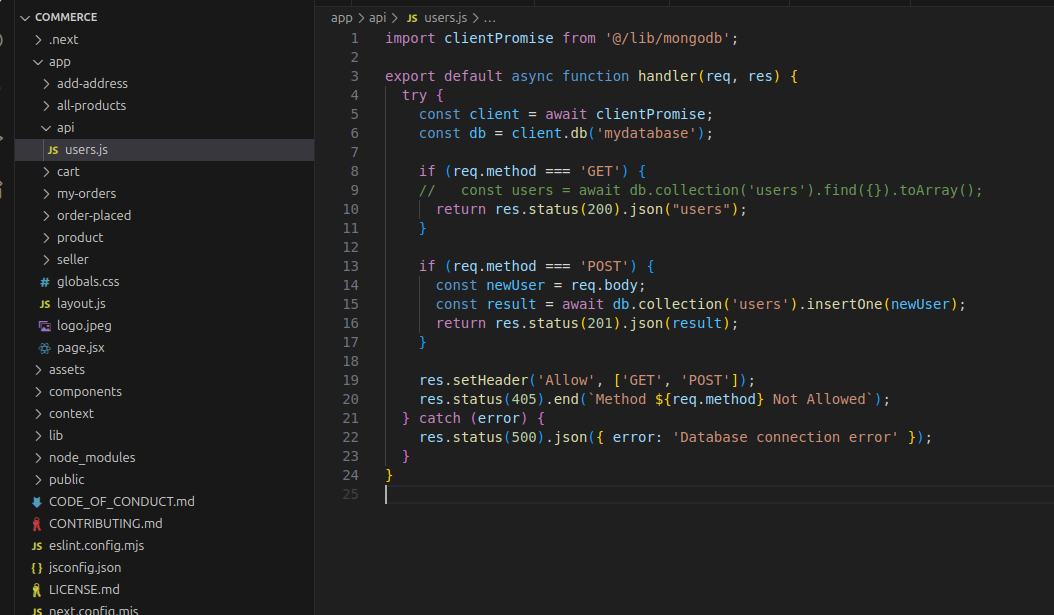 COMMERCE
.next
app
add-address
all-products
api
JS users.js
cart
my-orders
order-placed
product
seller
# globals.css
JS layout.js
logo.jpeg
page.jsx
assets
components
context
lib
node_modules
public
CODE_OF_CONDUCT.md
CONTRIBUTING.md
JS eslint.config.mjs
{} jsconfig.json
LICENSE.md
JS next.config.mjs
app > api > JS users.js > ...
1 import clientPromise from '@/lib/mongodb';
2
3 export default async function handler(req, res) {
4   try {
5     const client = await clientPromise;
6     const db = client.db('mydatabase');
7
8     if (req.method === 'GET') {
9     //   const users = await db.collection('users').find({}).toArray();
10       return res.status(200).json("users");
11     }
12
13     if (req.method === 'POST') {
14       const newUser = req.body;
15       const result = await db.collection('users').insertOne(newUser);
16       return res.status(201).json(result);
17     }
18
19     res.setHeader('Allow', ['GET', 'POST']);
20     res.status(405).end(`Method ${req.method} Not Allowed`);
21   } catch (error) {
22     res.status(500).json({ error: 'Database connection error' });
23   }
24 }
25